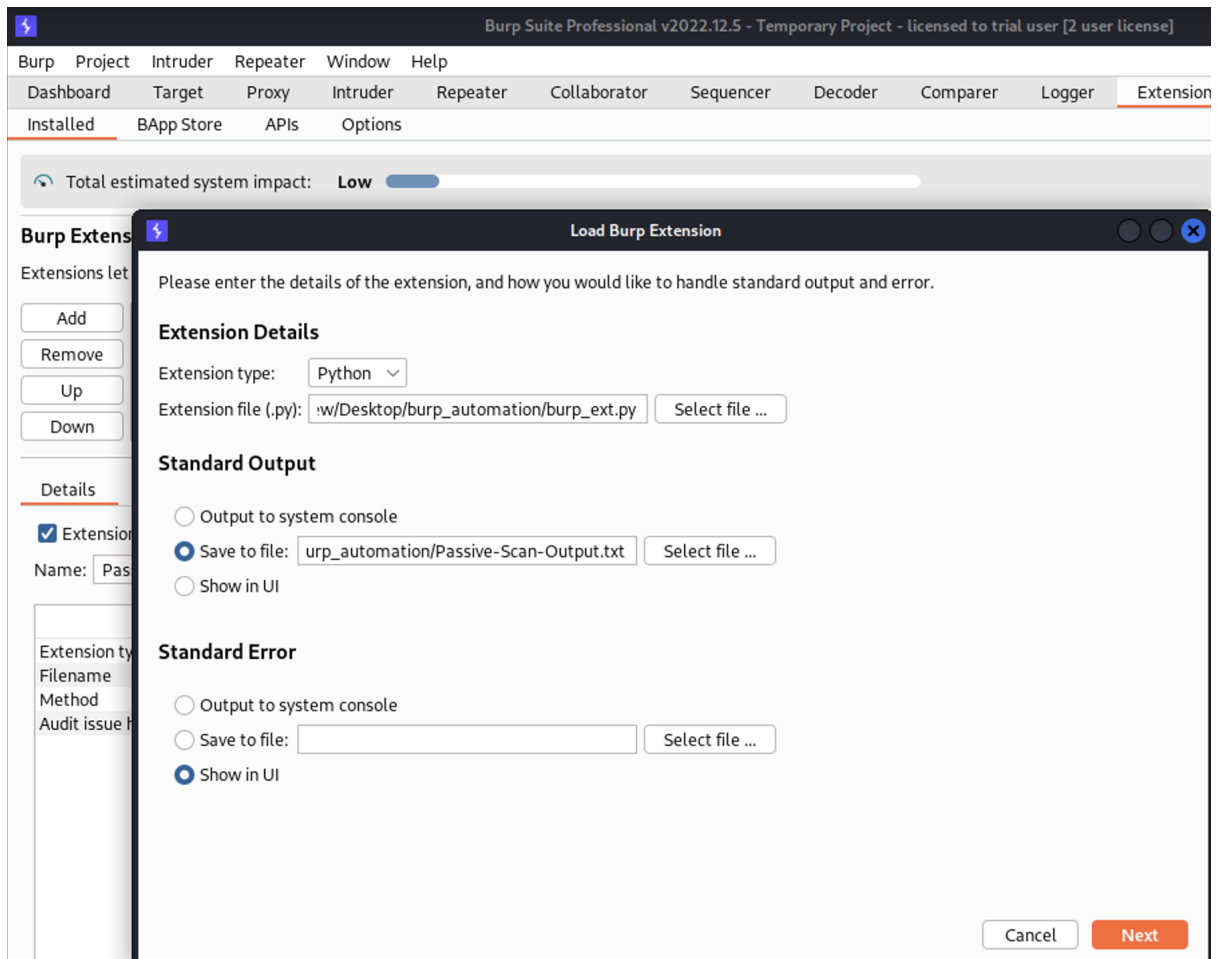 Burp Suite Professional v2022.12.5 - Temporary Project - licensed to trial user [2 user license]
Burp Project Intruder Repeater Window Help
Dashboard Target Proxy Intruder Repeater Collaborator Sequencer Decoder Comparer Logger Extension
Installed BApp Store APIs Options
Total estimated system impact: Low
Burp Extens
Load Burp Extension
Extensions let
Please enter the details of the extension, and how you would like to handle standard output and error.
Add
Remove
Up
Down
Extension Details
Extension type: Python
Extension file (.py): w/Desktop/burp_automation/burp_ext.py Select file ...
Standard Output
Details
Output to system console
Extension
Save to file: urp_automation/Passive-Scan-Output.txt Select file ...
Name: Pas
Show in UI
Extension ty
Filename
Method
Audit issue h
Standard Error
Output to system console
Save to file: Select file ...
Show in UI
Cancel Next